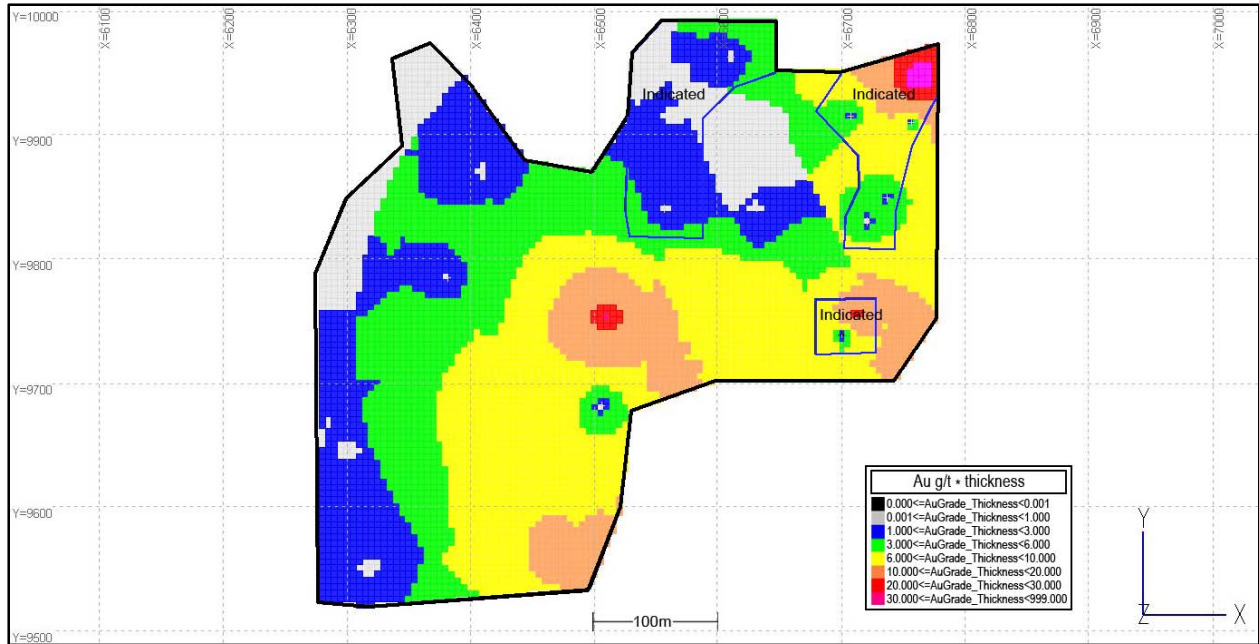 Y=10000
X=6100
X=6200
X=6300
X=6400
X=6500
X=6600
X=6700
X=6800
X=6900
X=7000
Indicated
Indicated
Y=9900
Y=9800
Indicated
Y=9700
Au g/t * thickness
0.000<=AuGrade_Thickness<0.001
0.001<=AuGrade_Thickness<1.000
1.000<=AuGrade_Thickness<3.000
3.000<=AuGrade_Thickness<6.000
6.000<=AuGrade_Thickness<10.000
10.000<=AuGrade_Thickness<20.000
20.000<=AuGrade_Thickness<30.000
30.000<=AuGrade_Thickness<999.000
Y
Z
X
Y=9600
100m
Y=9500